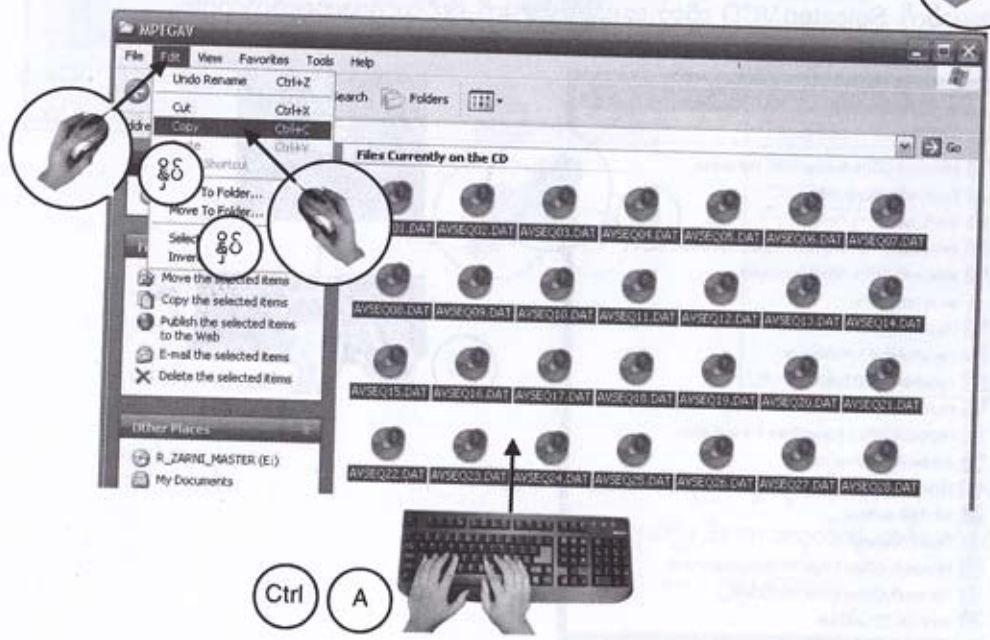 MPEGAV
File Edit View Favorites Tools Help
Undo Rename Ctrl+Z
Cut Ctrl+X
Copy Ctrl+C
Ctrl+V
Shortcut
To Folder...
Move To Folder...
Folders
Go
Files Currently on the CD
AVSEQ02.DAT AVSEQ03.DAT AVSEQ04.DAT AVSEQ05.DAT AVSEQ06.DAT AVSEQ07.DAT
AVSEQ08.DAT AVSEQ09.DAT AVSEQ10.DAT AVSEQ11.DAT AVSEQ12.DAT AVSEQ13.DAT AVSEQ14.DAT
AVSEQ15.DAT AVSEQ16.DAT AVSEQ17.DAT AVSEQ18.DAT AVSEQ19.DAT AVSEQ20.DAT AVSEQ21.DAT
AVSEQ22.DAT AVSEQ23.DAT AVSEQ24.DAT AVSEQ25.DAT AVSEQ26.DAT AVSEQ27.DAT AVSEQ28.DAT
Move the selected items
Copy the selected items
Publish the selected items
to the Web
E-mail the selected items
Delete the selected items
Other Places
R_ZARNI_MASTER (E:)
My Documents
Ctrl A